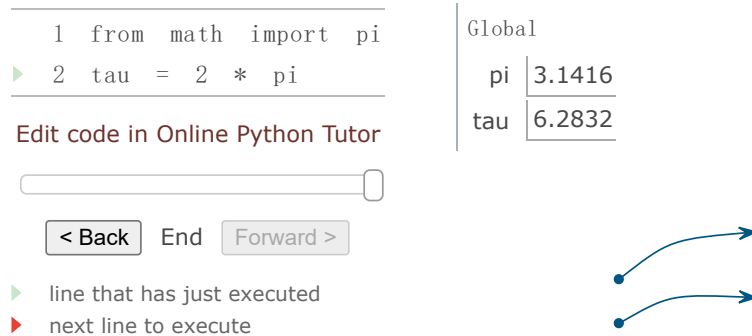 1 from math import pi
2 tau = 2 * pi
Edit code in Online Python Tutor
< Back End Forward >
line that has just executed
next line to execute
Global
pi 3.1416
tau 6.2832